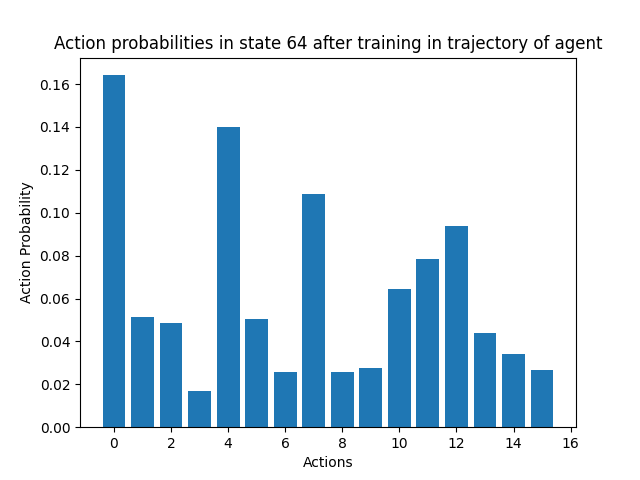 Action probabilities in state 64 after training in trajectory of agent
0.16
0.14
0.12
0.10
0.08
0.06
0.04
0.02
0.00
Action Probability
0 2 4 6 8 10 12 14 16
Actions